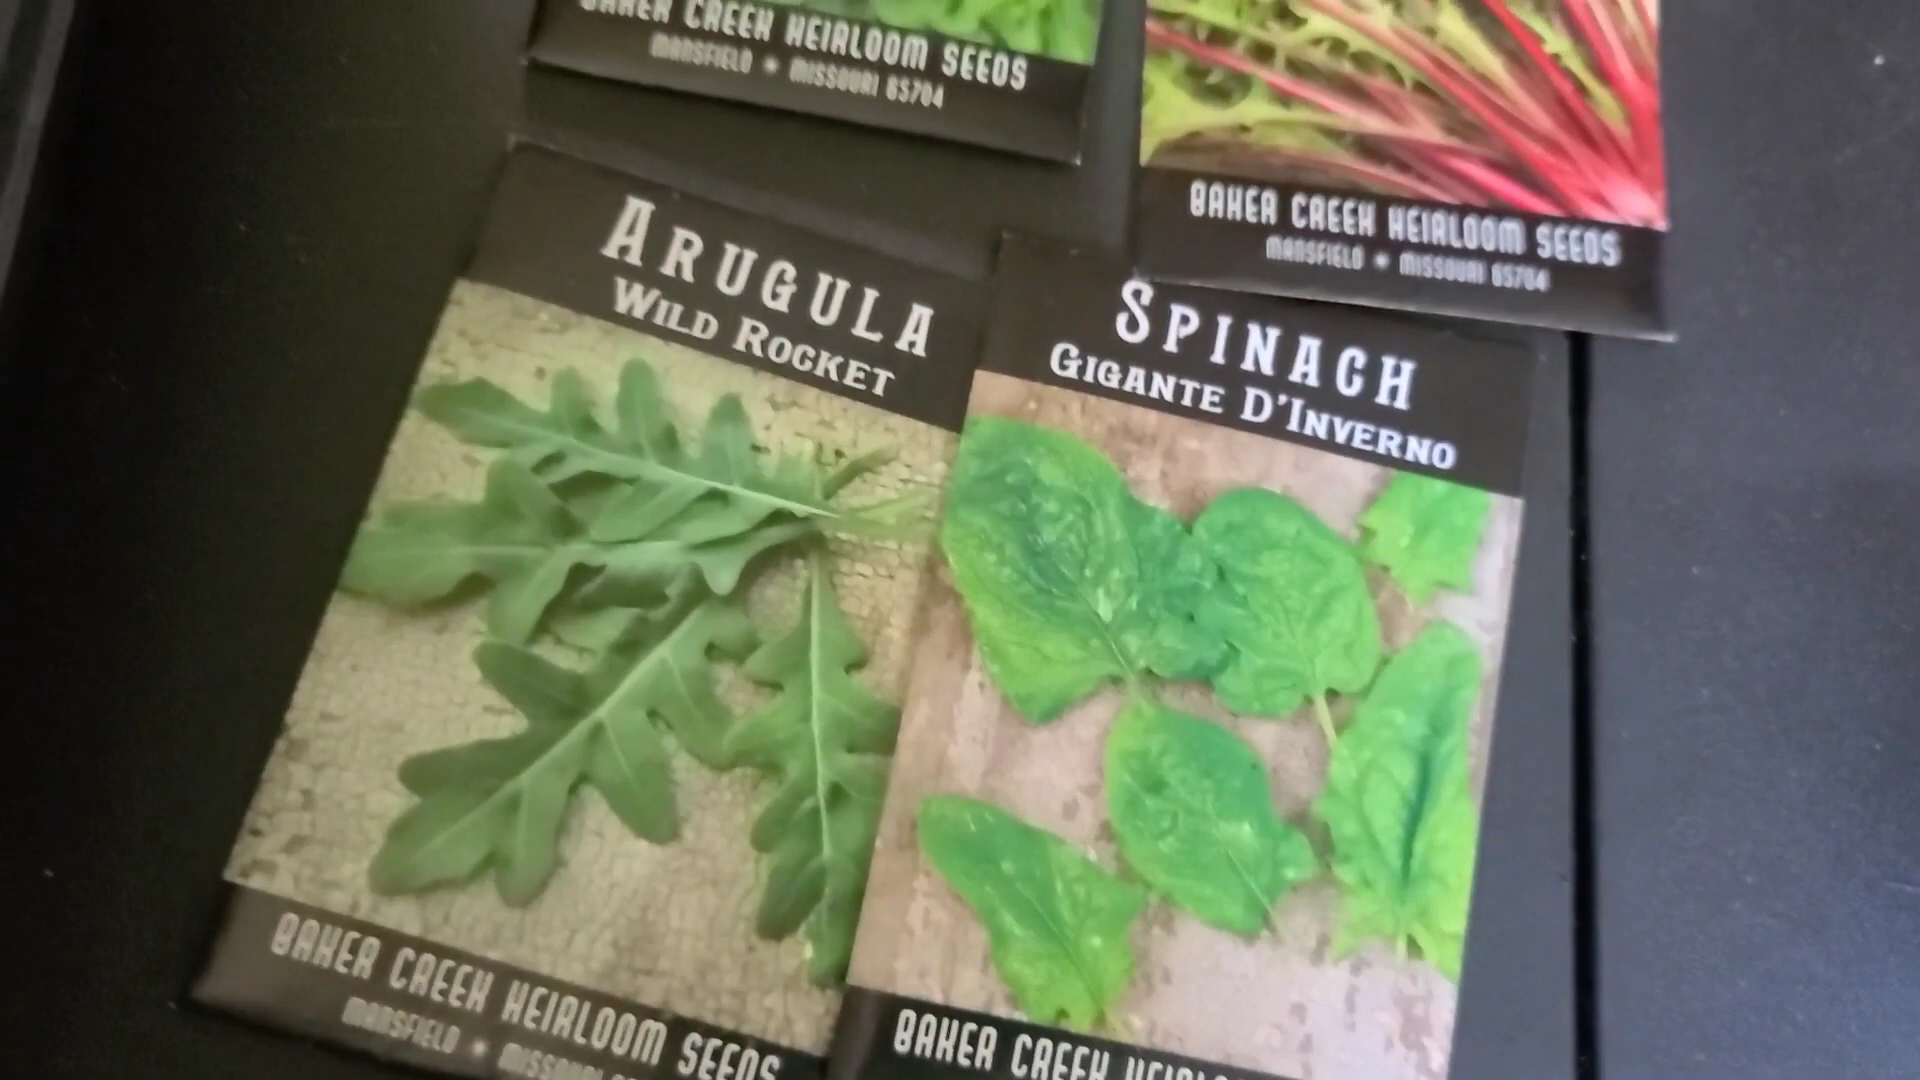 BAKER CREEK HEIRLOOM SEEDS
MANSFIELD * MISSOURI 65704
BAKER CREEK HEIRLOOM SEEDS
MANSFIELD * MISSOURI 65704
ARUGULA
WILD ROCKET
BAKER CREEK HEIRLOOM SEEDS
MANSFIELD * MISSOURI
SPINACH
GIGANTE D'INVERNO
BAKER CREEK